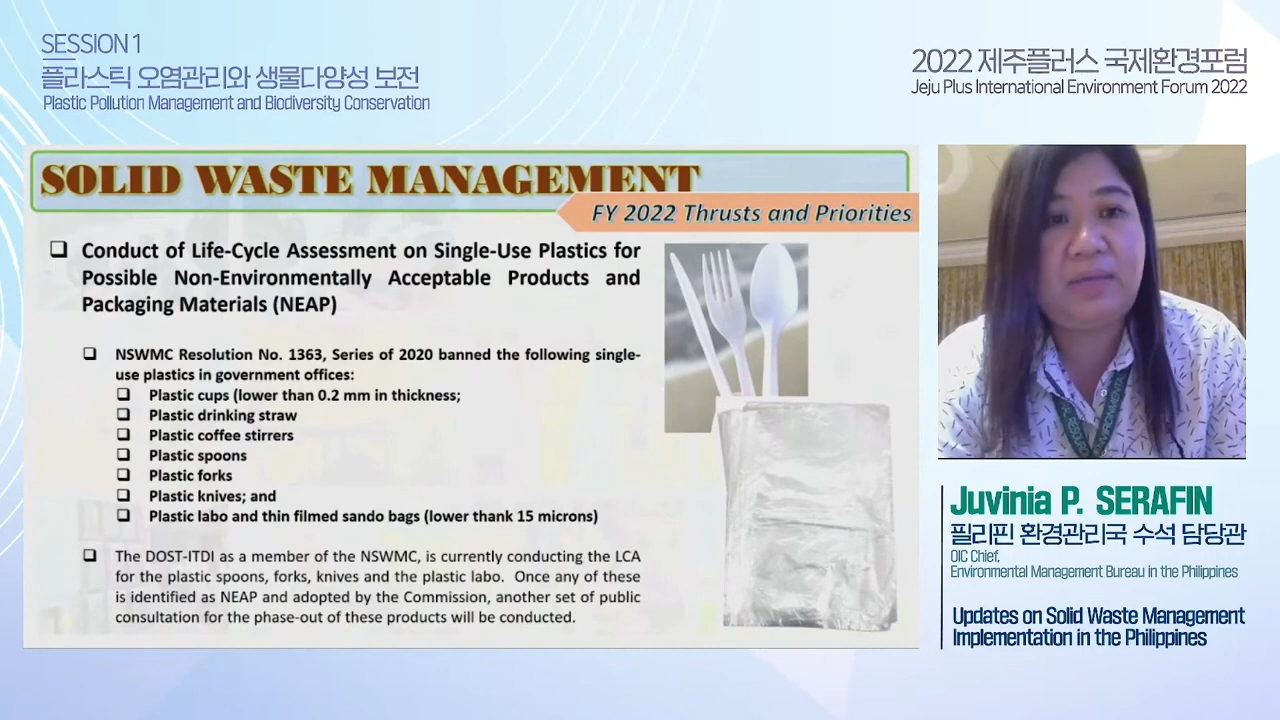 SESSION 1
플라스틱 오염관리와 생물다양성 보전
Plastic Pollution Management and Biodiversity Conservation
2022 제주플러스 국제환경포럼
Jeju Plus International Environment Forum 2022
SOLID WASTE MANAGEMENT
FY 2022 Thrusts and Priorities
❑ Conduct of Life-Cycle Assessment on Single-Use Plastics for
Possible Non-Environmentally Acceptable Products and
Packaging Materials (NEAP)
❑ NSWMC Resolution No. 1363, Series of 2020 banned the following single-
use plastics in government offices:
❑ Plastic cups (lower than 0.2 mm in thickness;
❑ Plastic drinking straw
❑ Plastic coffee stirrers
❑ Plastic spoons
❑ Plastic forks
❑ Plastic knives; and
❑ Plastic labo and thin filmed sando bags (lower thank 15 microns)
❑ The DOST-ITDI as a member of the NSWMC, is currently conducting the LCA
for the plastic spoons, forks, knives and the plastic labo. Once any of these
is identified as NEAP and adopted by the Commission, another set of public
consultation for the phase-out of these products will be conducted.
Juvinia P. SERAFIN
필리핀 환경관리국 수석 담당관
OIC Chief,
Environmental Management Bureau in the Philippines
Updates on Solid Waste Management
Implementation in the Philippines